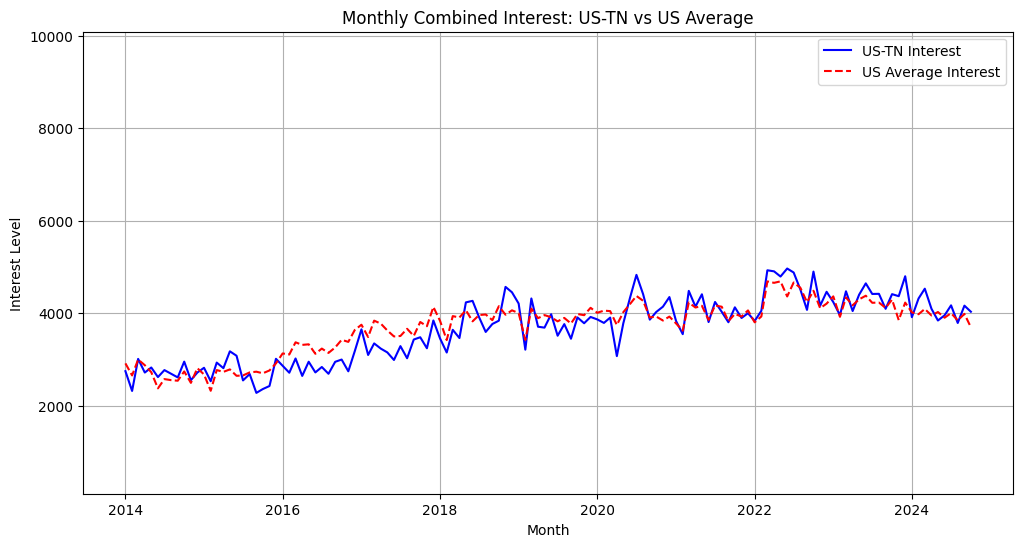 Monthly Combined Interest: US-TN vs US Average
10000
8000
6000
4000
2000
Interest Level
US-TN Interest
US Average Interest
2014 2016 2018 2020 2022 2024
Month